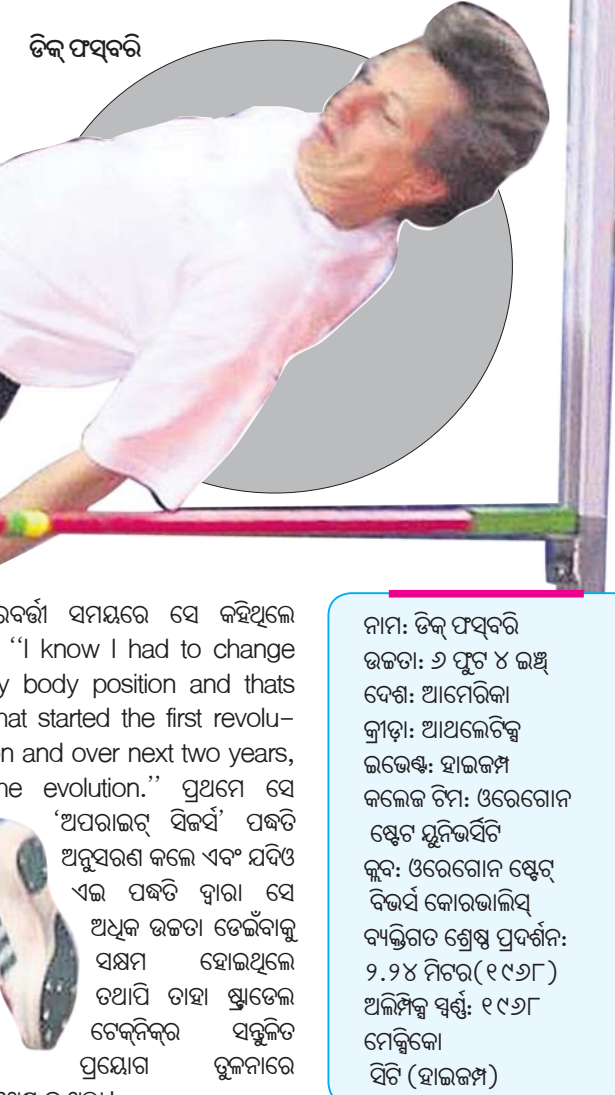 ଡିକ୍ ଫସ୍‌ବରି
ସମୟରେ ସେ କହିଥିଲେ
‘‘I know I had to change
body position and thats
started the first revolu-
and over next two years,
evolution.’’ ପ୍ରଥମେ ସେ
‘ଅପରାଇଟ୍ ସିଜର୍ସ’ ପଦ୍ଧତି
ଅନୁସରଣ କଲେ ଏବଂ ଯଦିଓ
ଏଇ ପଦ୍ଧତି ଦ୍ୱାରା ସେ
ଅଧିକ ଉଚ୍ଚତା ଡେଇଁବାକୁ
ସକ୍ଷମ ହୋଇଥିଲେ
ତଥାପି ତାହା ଷ୍ଟ୍ରାଡେଲ
ଟେକ୍‌ନିକ୍‌ର ସନ୍ତୁଳିତ
ପ୍ରୟୋଗ ତୁଳନାରେ
ନାମ: ଡିକ୍ ଫସ୍‌ବରି
ଉଚ୍ଚତା: ୬ ଫୁଟ ୪ ଇଞ୍ଚ୍
ଦେଶ: ଆମେରିକା
କ୍ରୀଡ଼ା: ଆଥଲେଟିକ୍ସ
ଇଭେଣ୍ଟ: ହାଇଜମ୍ପ
କଲେଜ ଟିମ: ଓରେଗୋନ
ଷ୍ଟେଟ ୟୁନିଭର୍ସିଟି
କ୍ଲବ: ଓରେଗୋନ ଷ୍ଟେଟ୍
ବିଭର୍ସ କୋରଭାଲିସ୍
ବ୍ୟକ୍ତିଗତ ଶ୍ରେଷ୍ଠ ପ୍ରଦର୍ଶନ:
୨.୨୪ ମିଟର(୧୯୬୮)
ଅଲିମ୍ପିକ୍ସ ସ୍ୱର୍ଣ୍ଣ: ୧୯୬୮
ମେକ୍ସିକୋ
ସିଟି (ହାଇଜମ୍ପ)